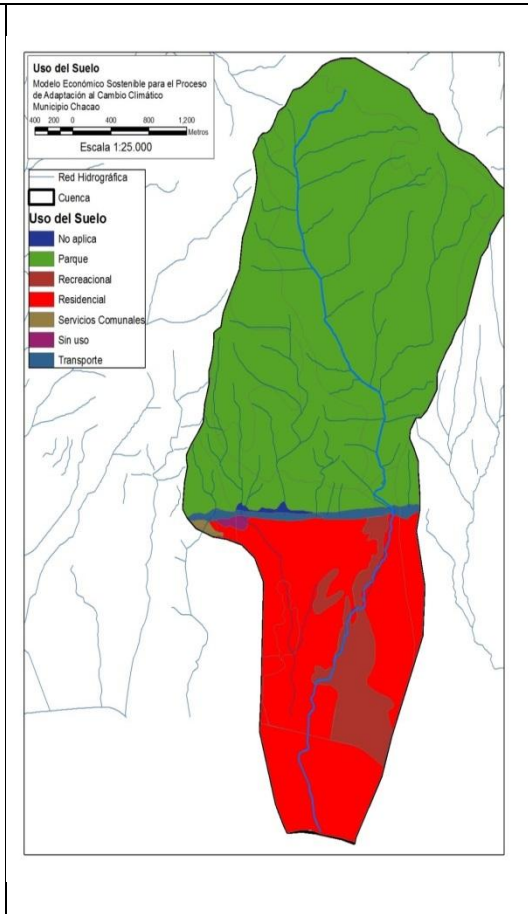 Uso del Suelo
Modelo Económico Sostenible para el Proceso
de Adaptación al Cambio Climático
Municipio Chacao
400 200 0 400 800 1,200
Metros
Escala 1:25.000
Red Hidrográfica
Cuenca
Uso del Suelo
No aplica
Parque
Recreacional
Residencial
Servicios Comunales
Sin uso
Transporte